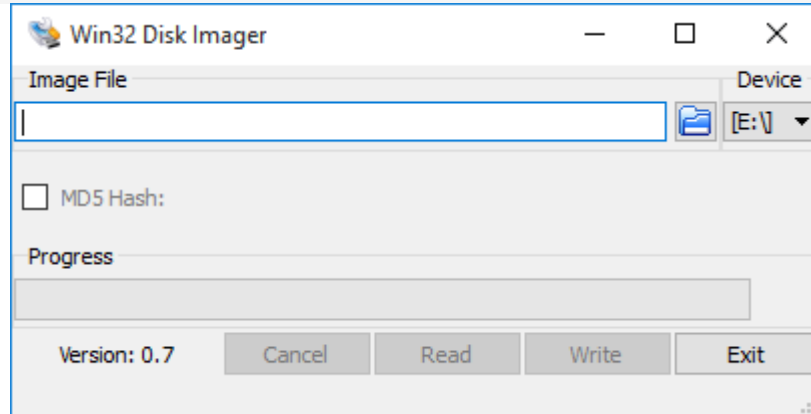 Win32 Disk Imager
Image File
Device
[E:\]
MD5 Hash:
Progress
Version: 0.7
Cancel
Read
Write
Exit